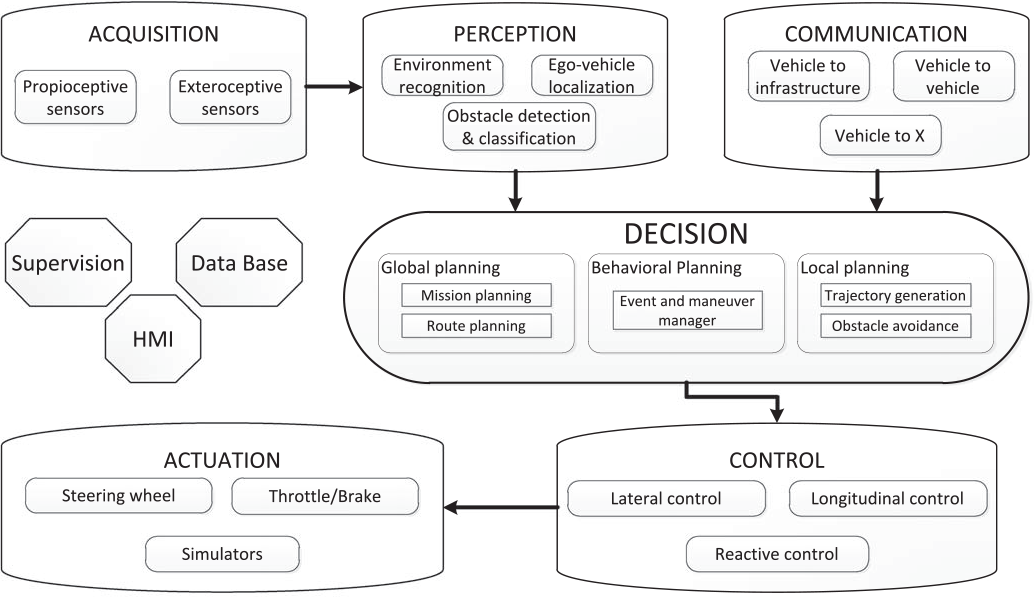 ACQUISITION
Propioceptive
sensors
Exteroceptive
sensors
PERCEPTION
Environment
recognition
Ego-vehicle
localization
Obstacle detection
& classification
COMMUNICATION
Vehicle to
infrastructure
Vehicle to
vehicle
Vehicle to X
Supervision
Data Base
HMI
DECISION
Global planning
Mission planning
Route planning
Behavioral Planning
Event and maneuver
manager
Local planning
Trajectory generation
Obstacle avoidance
ACTUATION
Steering wheel
Throttle/Brake
Simulators
CONTROL
Lateral control
Longitudinal control
Reactive control